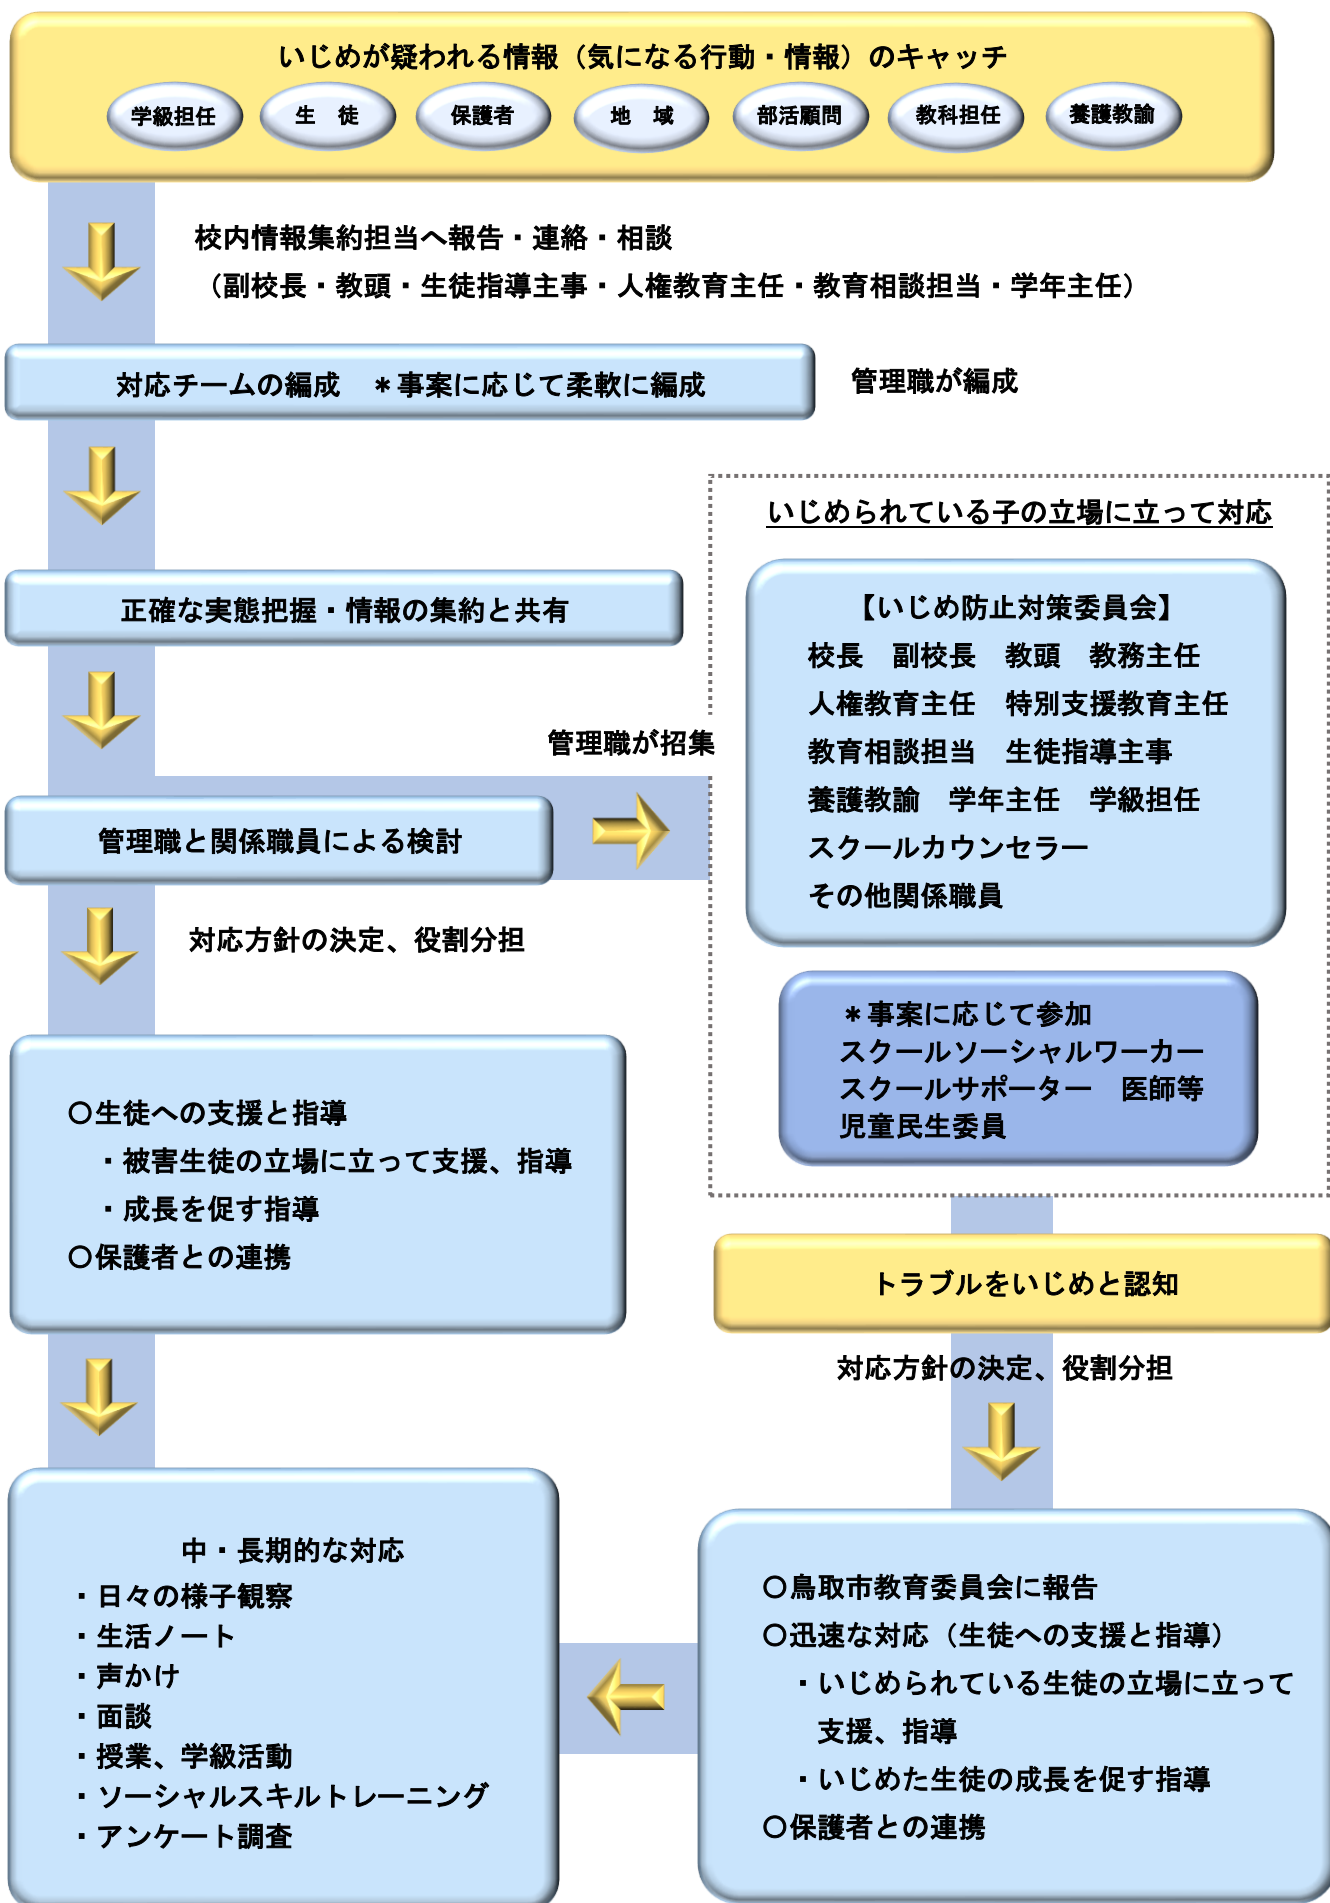 いじめが疑われる情報（気になる行動・情報）のキャッチ
学級担任
生　徒
保護者
地　域
部活顧問
教科担任
養護教諭
校内情報集約担当へ報告・連絡・相談
（副校長・教頭・生徒指導主事・人権教育主任・教育相談担当・学年主任）
対応チームの編成　＊事案に応じて柔軟に編成
管理職が編成
正確な実態把握・情報の集約と共有
管理職が招集
管理職と関係職員による検討
いじめられている子の立場に立って対応
【いじめ防止対策委員会】
校長　副校長　教頭　教務主任
人権教育主任　特別支援教育主任
教育相談担当　生徒指導主事
養護教諭　学年主任　学級担任
スクールカウンセラー
その他関係職員
＊事案に応じて参加
スクールソーシャルワーカー
スクールサポーター　医師等
児童民生委員
対応方針の決定、役割分担
○生徒への支援と指導
・被害生徒の立場に立って支援、指導
・成長を促す指導
○保護者との連携
トラブルをいじめと認知
対応方針の決定、役割分担
○鳥取市教育委員会に報告
○迅速な対応（生徒への支援と指導）
・いじめられている生徒の立場に立って
支援、指導
・いじめた生徒の成長を促す指導
○保護者との連携
中・長期的な対応
・日々の様子観察
・生活ノート
・声かけ
・面談
・授業、学級活動
・ソーシャルスキルトレーニング
・アンケート調査